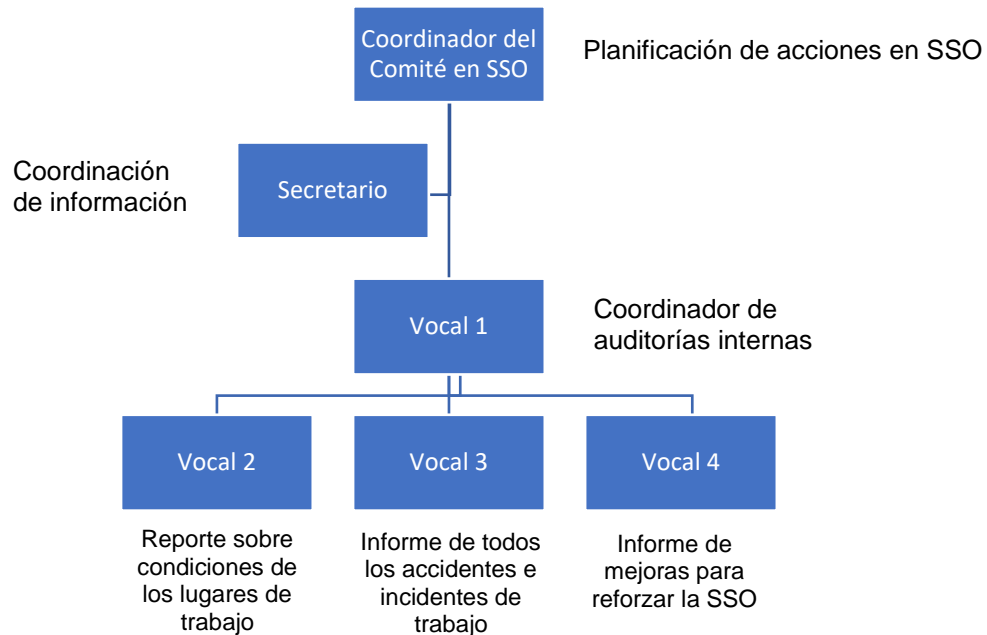 Coordinador del
Comité en SSO
Planificación de acciones en SSO
Coordinación
de información
Secretario
Vocal 1
Coordinador de
auditorías internas
Vocal 2
Vocal 3
Vocal 4
Reporte sobre
condiciones de
los lugares de
trabajo
Informe de todos
los accidentes e
incidentes de
trabajo
Informe de
mejoras para
reforzar la SSO